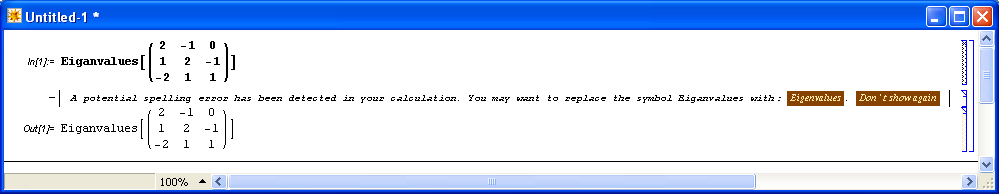 Untitled-1 *
In[1]:= Eiganvalues[( 2 -1 0
1 2 -1
-2 1 1 )]
A potential spelling error has been detected in your calculation. You may want to replace the symbol Eiganvalues with: Eigenvalues. Don't show again
Out[1]= Eiganvalues[( 2 -1 0
1 2 -1
-2 1 1 )]
100%